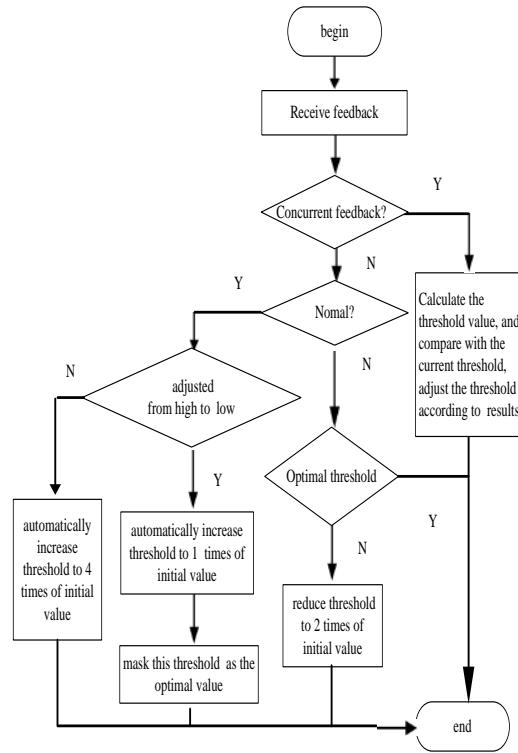 begin
Receive feedback
Y
Concurrent feedback?
N
Y
Nomal?
Calculate the
threshold value, and
compare with the
current threshold,
adjust the threshold
according to results
N
adjusted
from high to low
N
Y
Optimal threshold
Y
N
automatically
increase
threshold to 4
times of initial
value
automatically increase
threshold to 1 times of
initial value
reduce threshold
to 2 times of
initial value
mask this threshold as the
optimal value
end